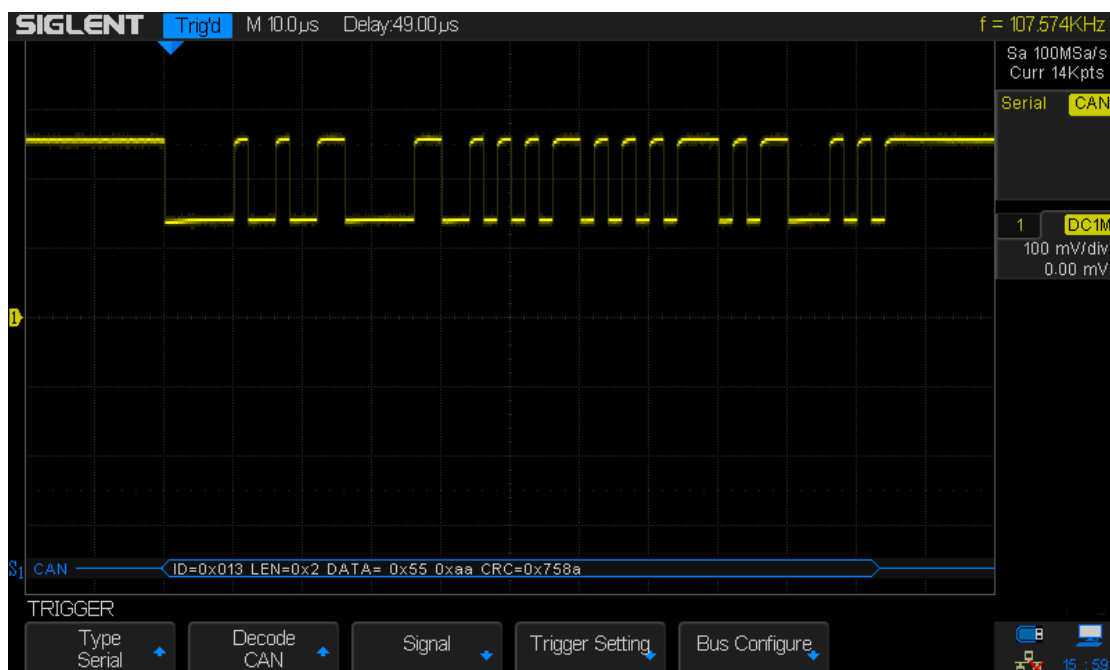 SIGLENT Trig'd M 10.0µs Delay:49.00µs f = 107.574KHz
Sa 100MSa/s
Curr 14Kpts
Serial CAN
1 DC1M
100 mV/div
0.00 mV
1
S1 CAN ID=0x013 LEN=0x2 DATA= 0x55 0xaa CRC=0x758a
TRIGGER
Type
Serial
Decode
CAN
Signal
Trigger Setting
Bus Configure
15:59